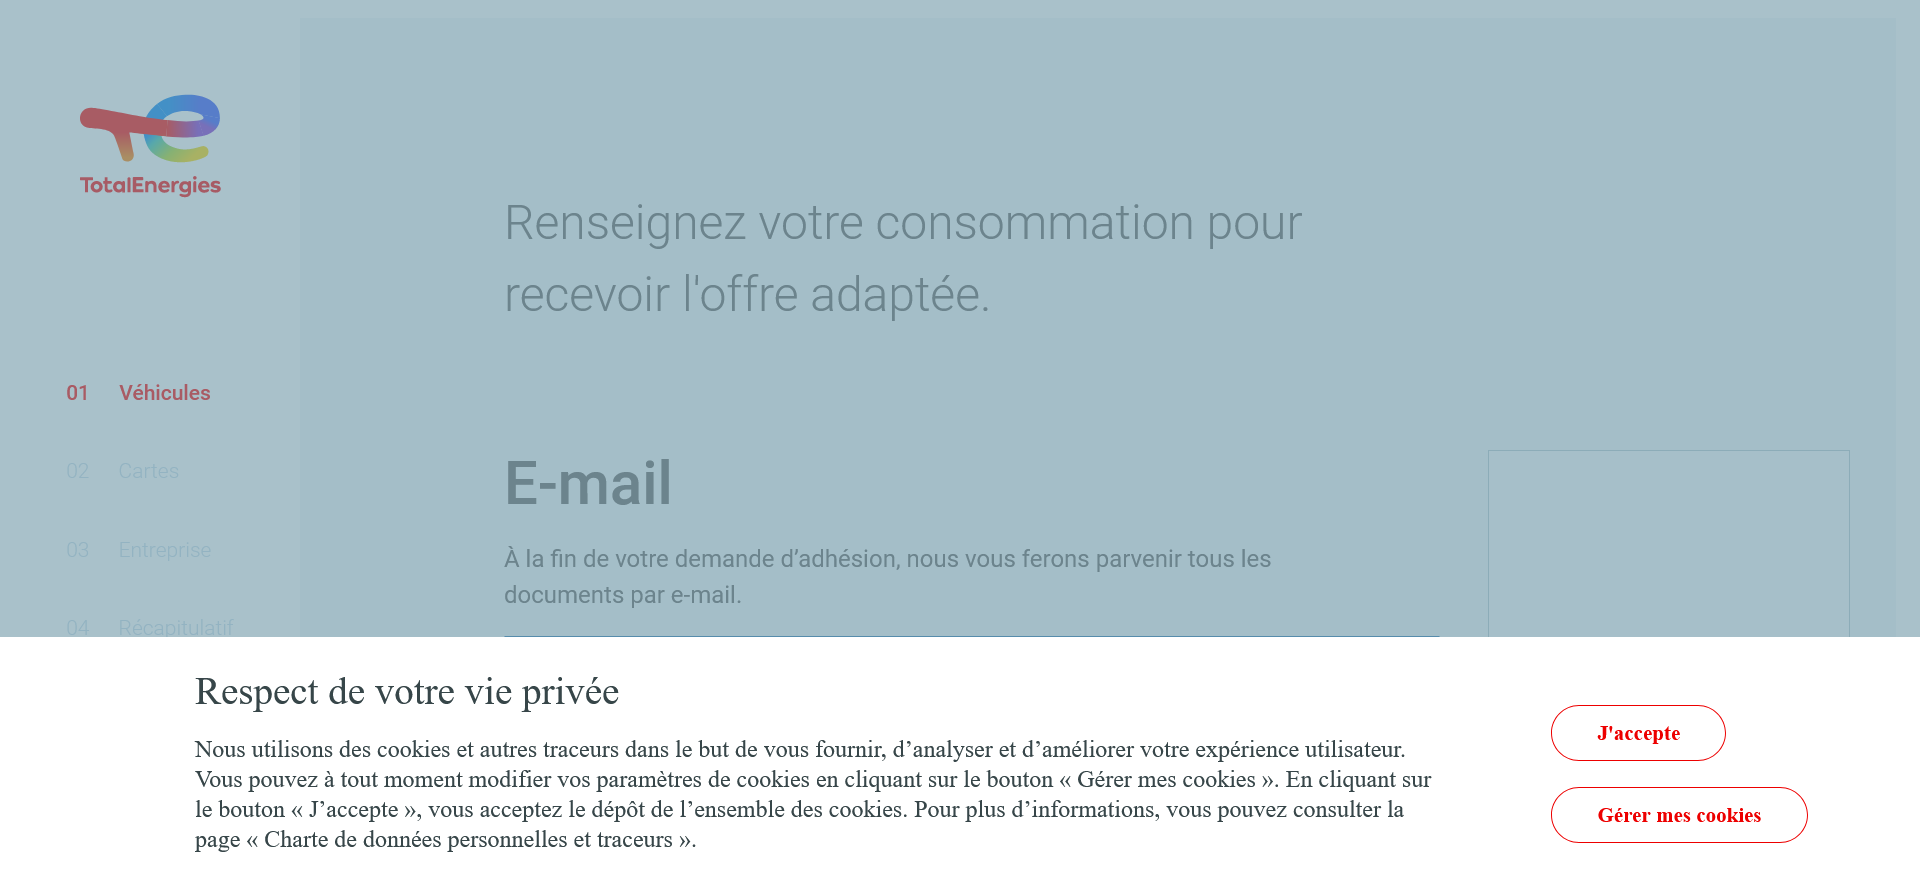 TotalEnergies
Renseignez votre consommation pour
recevoir l'offre adaptée.
01 Véhicules
02 Cartes
03 Entreprise
04 Récapitulatif
E-mail
À la fin de votre demande d’adhésion, nous vous ferons parvenir tous les
documents par e-mail.
Respect de votre vie privée
Nous utilisons des cookies et autres traceurs dans le but de vous fournir, d’analyser et d’améliorer votre expérience utilisateur.
Vous pouvez à tout moment modifier vos paramètres de cookies en cliquant sur le bouton « Gérer mes cookies ». En cliquant sur
le bouton « J’accepte », vous acceptez le dépôt de l’ensemble des cookies. Pour plus d’informations, vous pouvez consulter la
page « Charte de données personnelles et traceurs ».
J'accepte
Gérer mes cookies